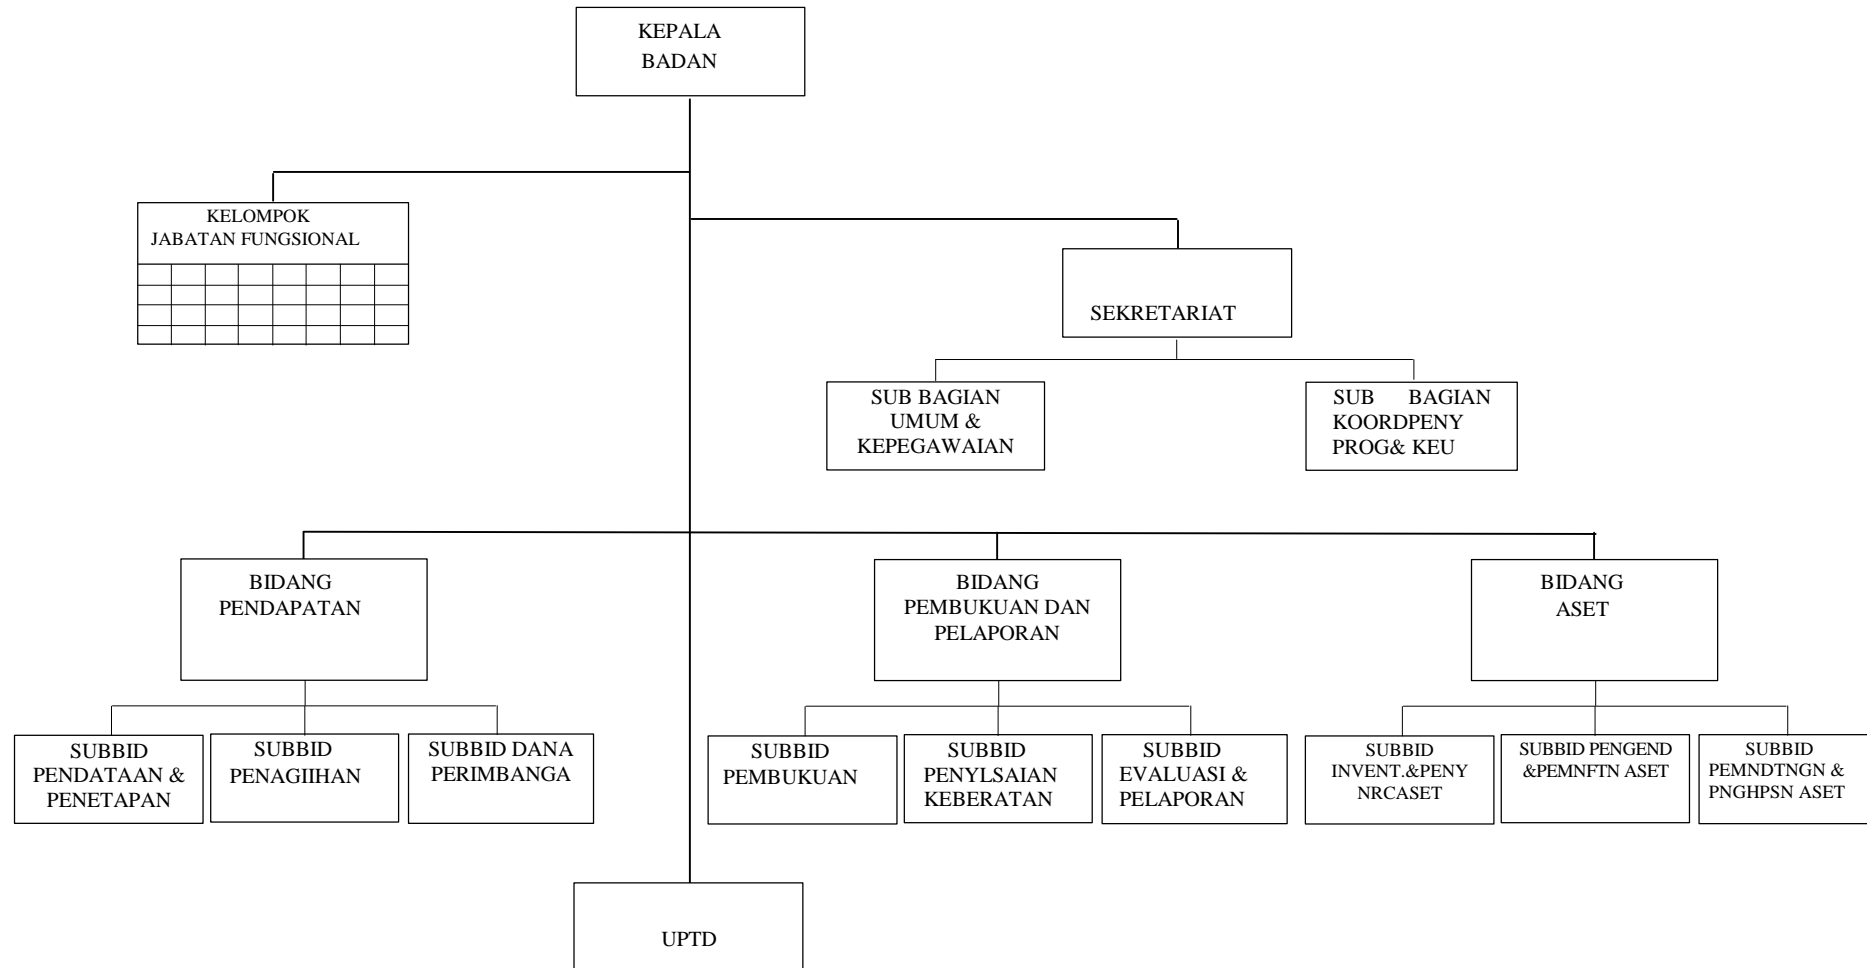 KEPALA
BADAN
KELOMPOK
JABATAN FUNGSIONAL
SEKRETARIAT
SUB BAGIAN
UMUM &
KEPEGAWAIAN
SUB BAGIAN
KOORDPENY
PROG& KEU
BIDANG
PENDAPATAN
BIDANG
PEMBUKUAN DAN
PELAPORAN
BIDANG
ASET
SUBBID
PENDATAAN &
PENETAPAN
SUBBID
PENAGIIHAN
SUBBID DANA
PERIMBANGA
SUBBID
PEMBUKUAN
SUBBID
PENYLSAIAN
KEBERATAN
SUBBID
EVALUASI &
PELAPORAN
SUBBID
INVENT.&PENY
NRCASET
SUBBID PENGEND
&PEMNFTN ASET
SUBBID
PEMNDTNGN &
PNGHPSN ASET
UPTD